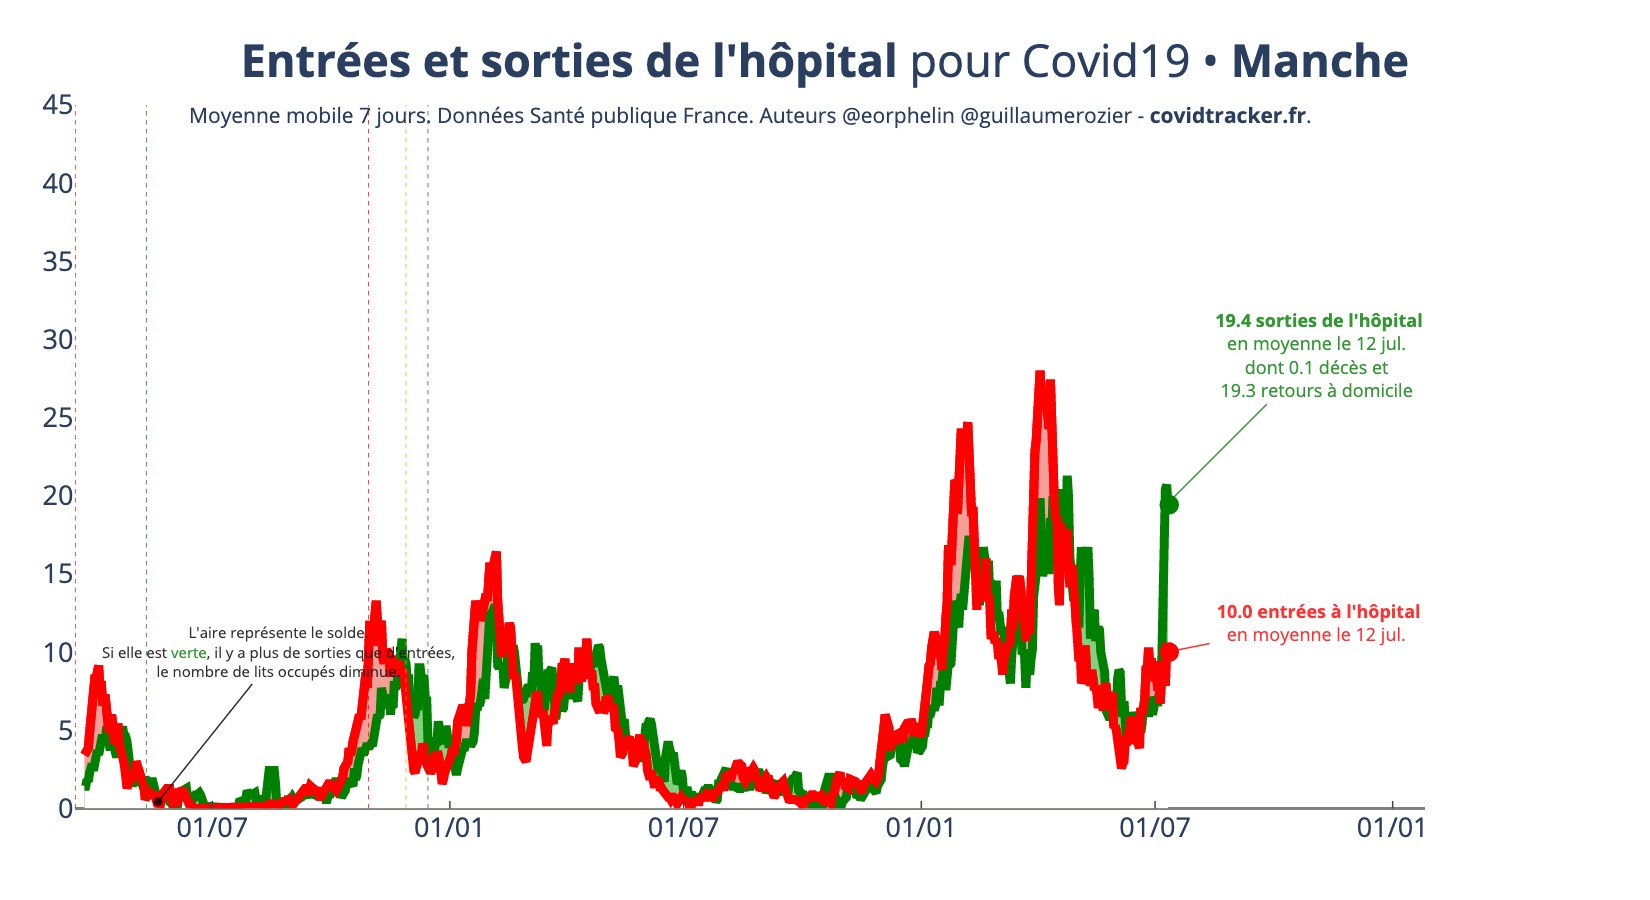 Entrées et sorties de l'hôpital pour Covid19 • Manche
Moyenne mobile 7 jours. Données Santé publique France. Auteurs @eorphelin @guillaumerozier - covidtracker.fr.
45
40
35
30
25
20
15
10
5
0
19.4 sorties de l'hôpital
en moyenne le 12 jul.
dont 0.1 décès et
19.3 retours à domicile
10.0 entrées à l'hôpital
en moyenne le 12 jul.
L'aire représente le solde.
Si elle est verte, il y a plus de sorties que d'entrées,
le nombre de lits occupés diminue.
01/07
01/01
01/07
01/01
01/07
01/01